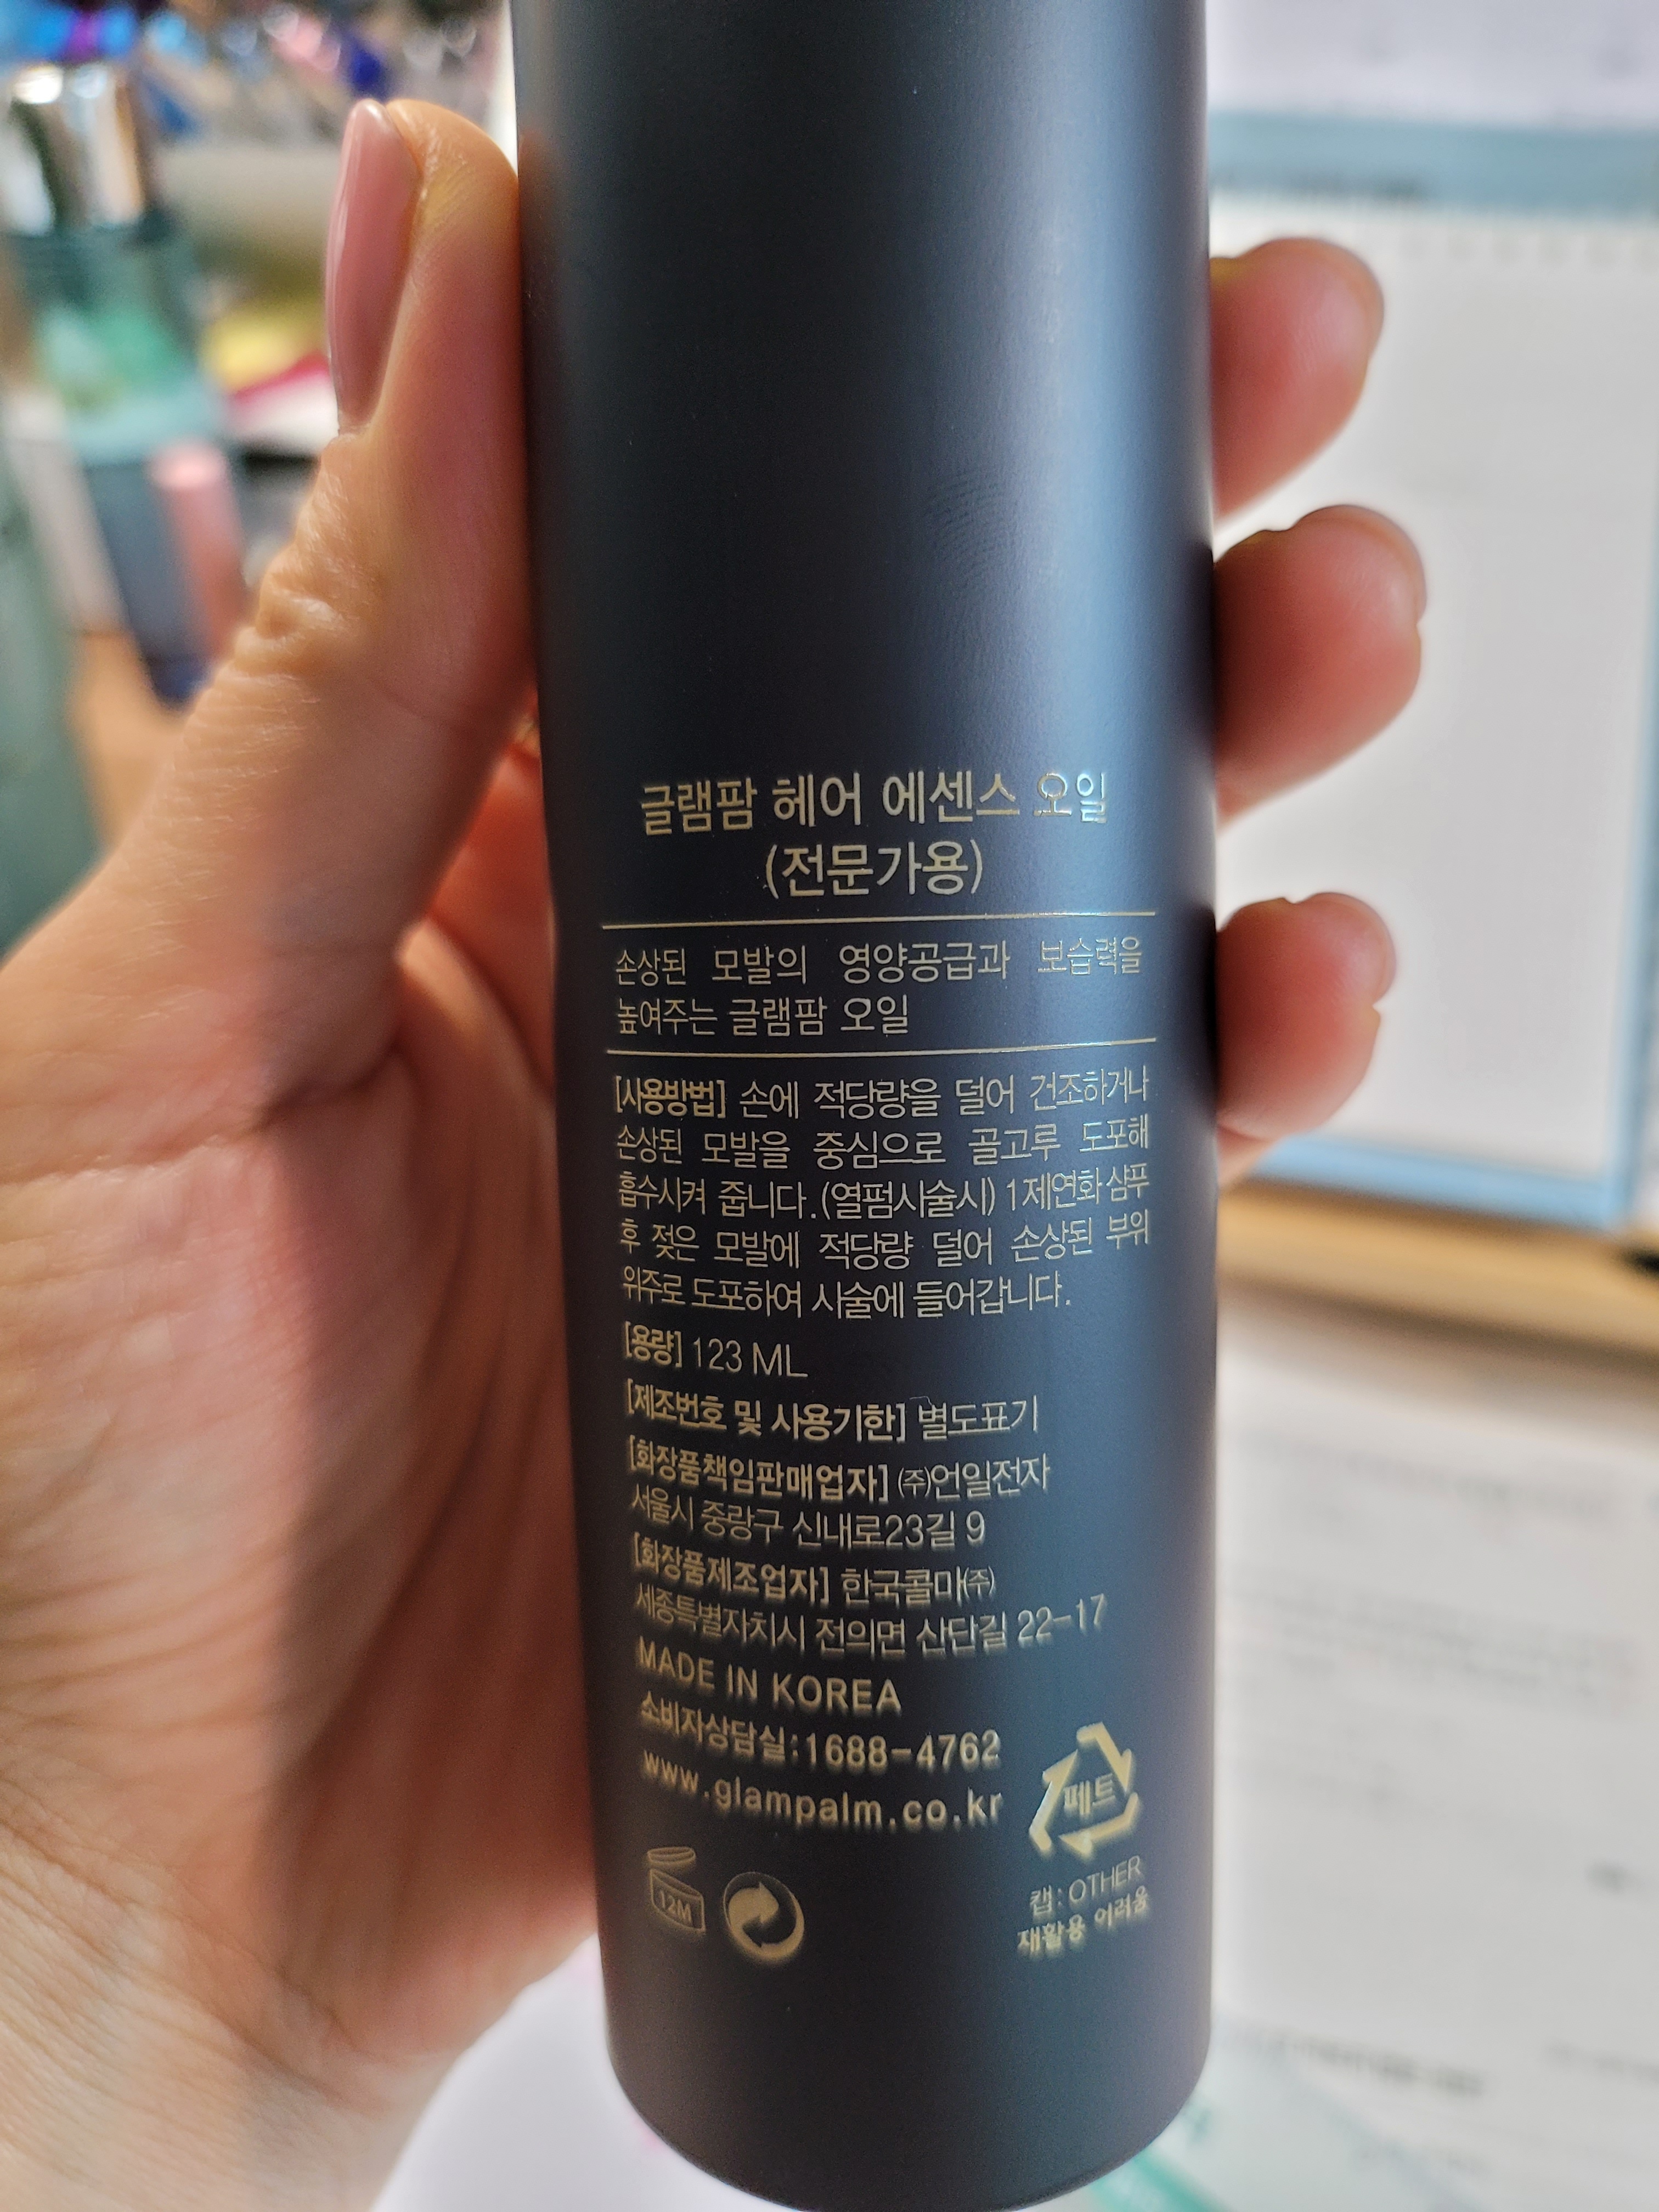 글램팜 헤어 에센스 오일
(전문가용)
손상된 모발의 영양공급과 보습력을
높여주는 글램팜 오일
[사용방법] 손에 적당량을 덜어 건조하거나
손상된 모발을 중심으로 골고루 도포해
흡수시켜 줍니다.(열펌시술시) 1제연화 샴푸
후 젖은 모발에 적당량 덜어 손상된 부위
위주로 도포하여 시술에 들어갑니다.
[용량] 123 ML
[제조번호 및 사용기한] 별도표기
[화장품책임판매업자] ㈜언일전자
서울시 중랑구 신내로23길 9
[화장품제조업자] 한국콜마㈜
세종특별자치시 전의면 산단길 22-17
MADE IN KOREA
소비자상담실:1688-4762
www.glampalm.co.kr
페트
캡: OTHER
재활용 어려움
12M